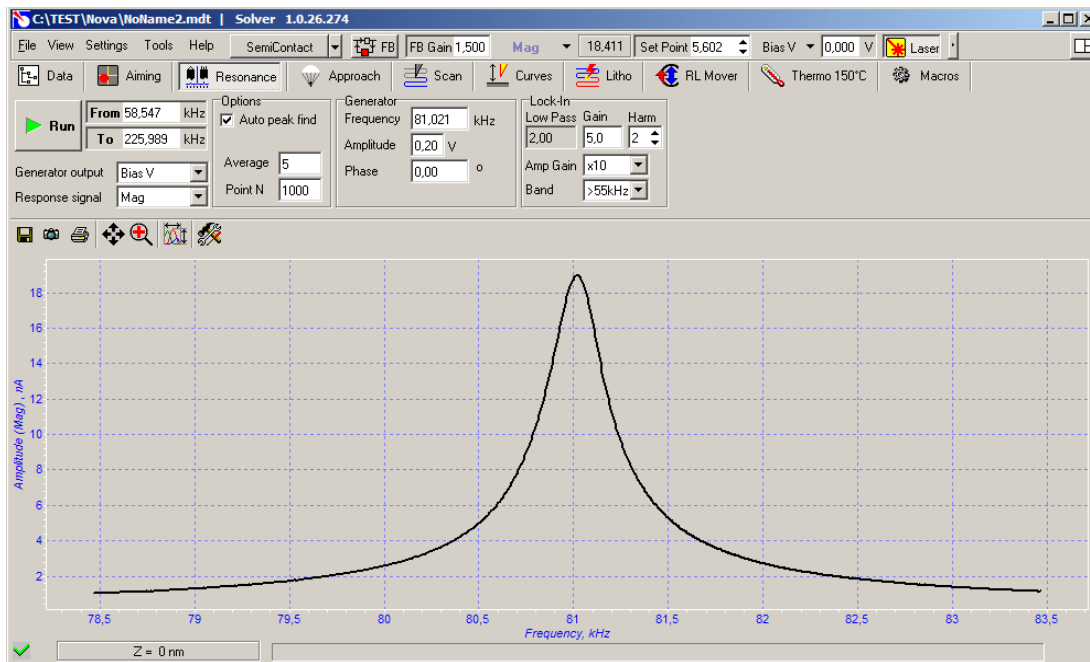 C:\TEST\Nova\NoName2.mdt | Solver 1.0.26.274
File View Settings Tools Help SemiContact FB FB Gain 1,500 Mag 18,411 Set Point 5,602 Bias V 0,000 V Laser
Data Aiming Resonance Approach Scan Curves Litho RL Mover Thermo 150°C Macros
Run
From 58,547 kHz
To 225,989 kHz
Generator output Bias V
Response signal Mag
Options
Auto peak find
Average 5
Point N 1000
Generator
Frequency 81,021 kHz
Amplitude 0,20 V
Phase 0,00 o
Lock-In
Low Pass Gain Harm
2,00 5,0 2
Amp Gain x10
Band >55kHz
18
16
14
12
10
8
6
4
2
Amplitude (Mag) , nA
78,5 79 79,5 80 80,5 81 81,5 82 82,5 83 83,5
Frequency, kHz
Z = 0 nm